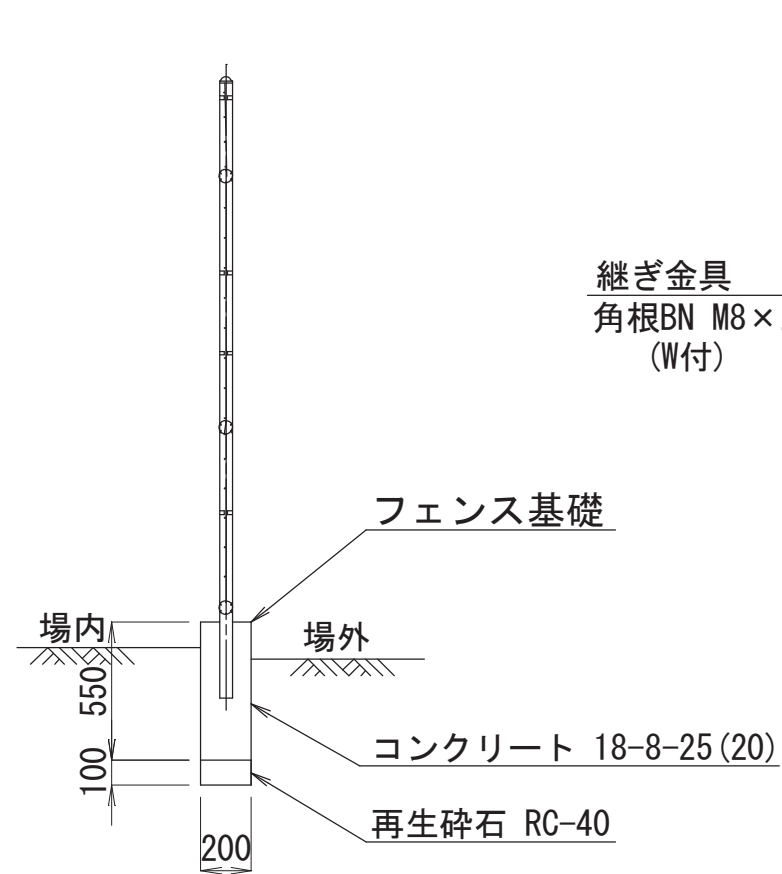 継ぎ金具
角根BN M8×
(W付)
フェンス基礎
場内
場外
550
コンクリート 18-8-25(20)
100
再生砕石 RC-40
200